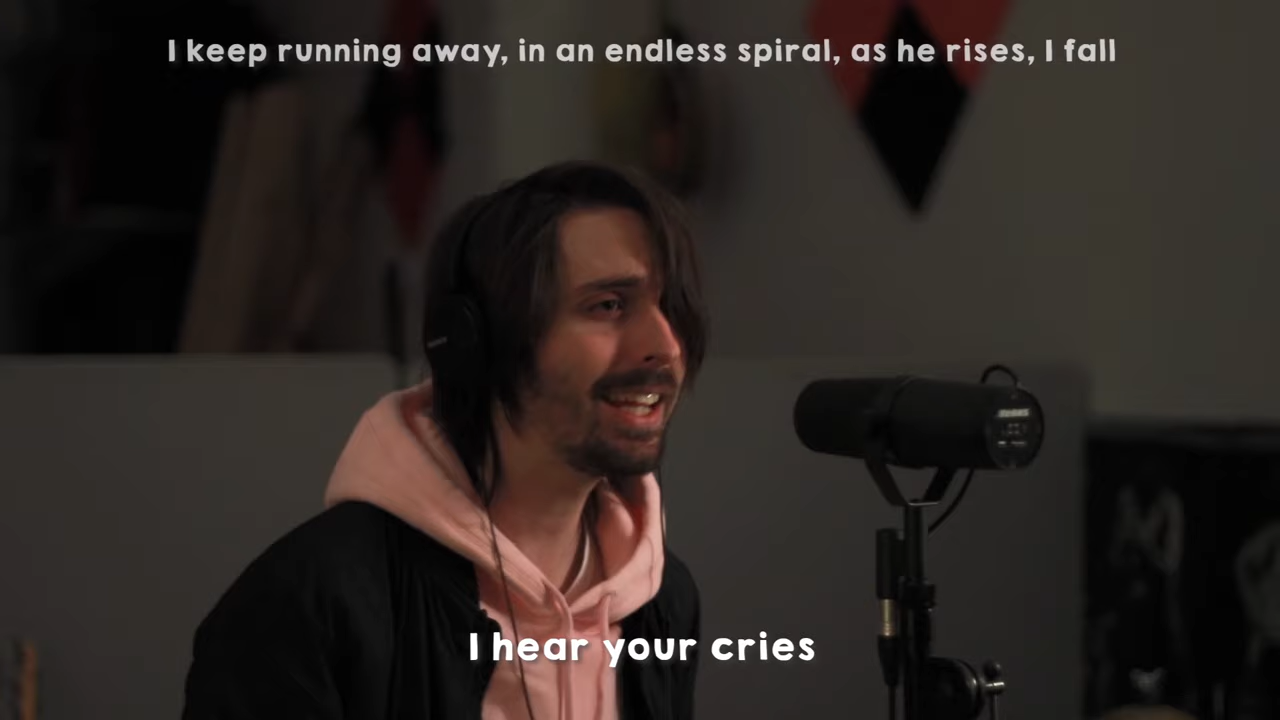 I keep running away, in an endless spiral, as he rises, I fall
I hear your cries